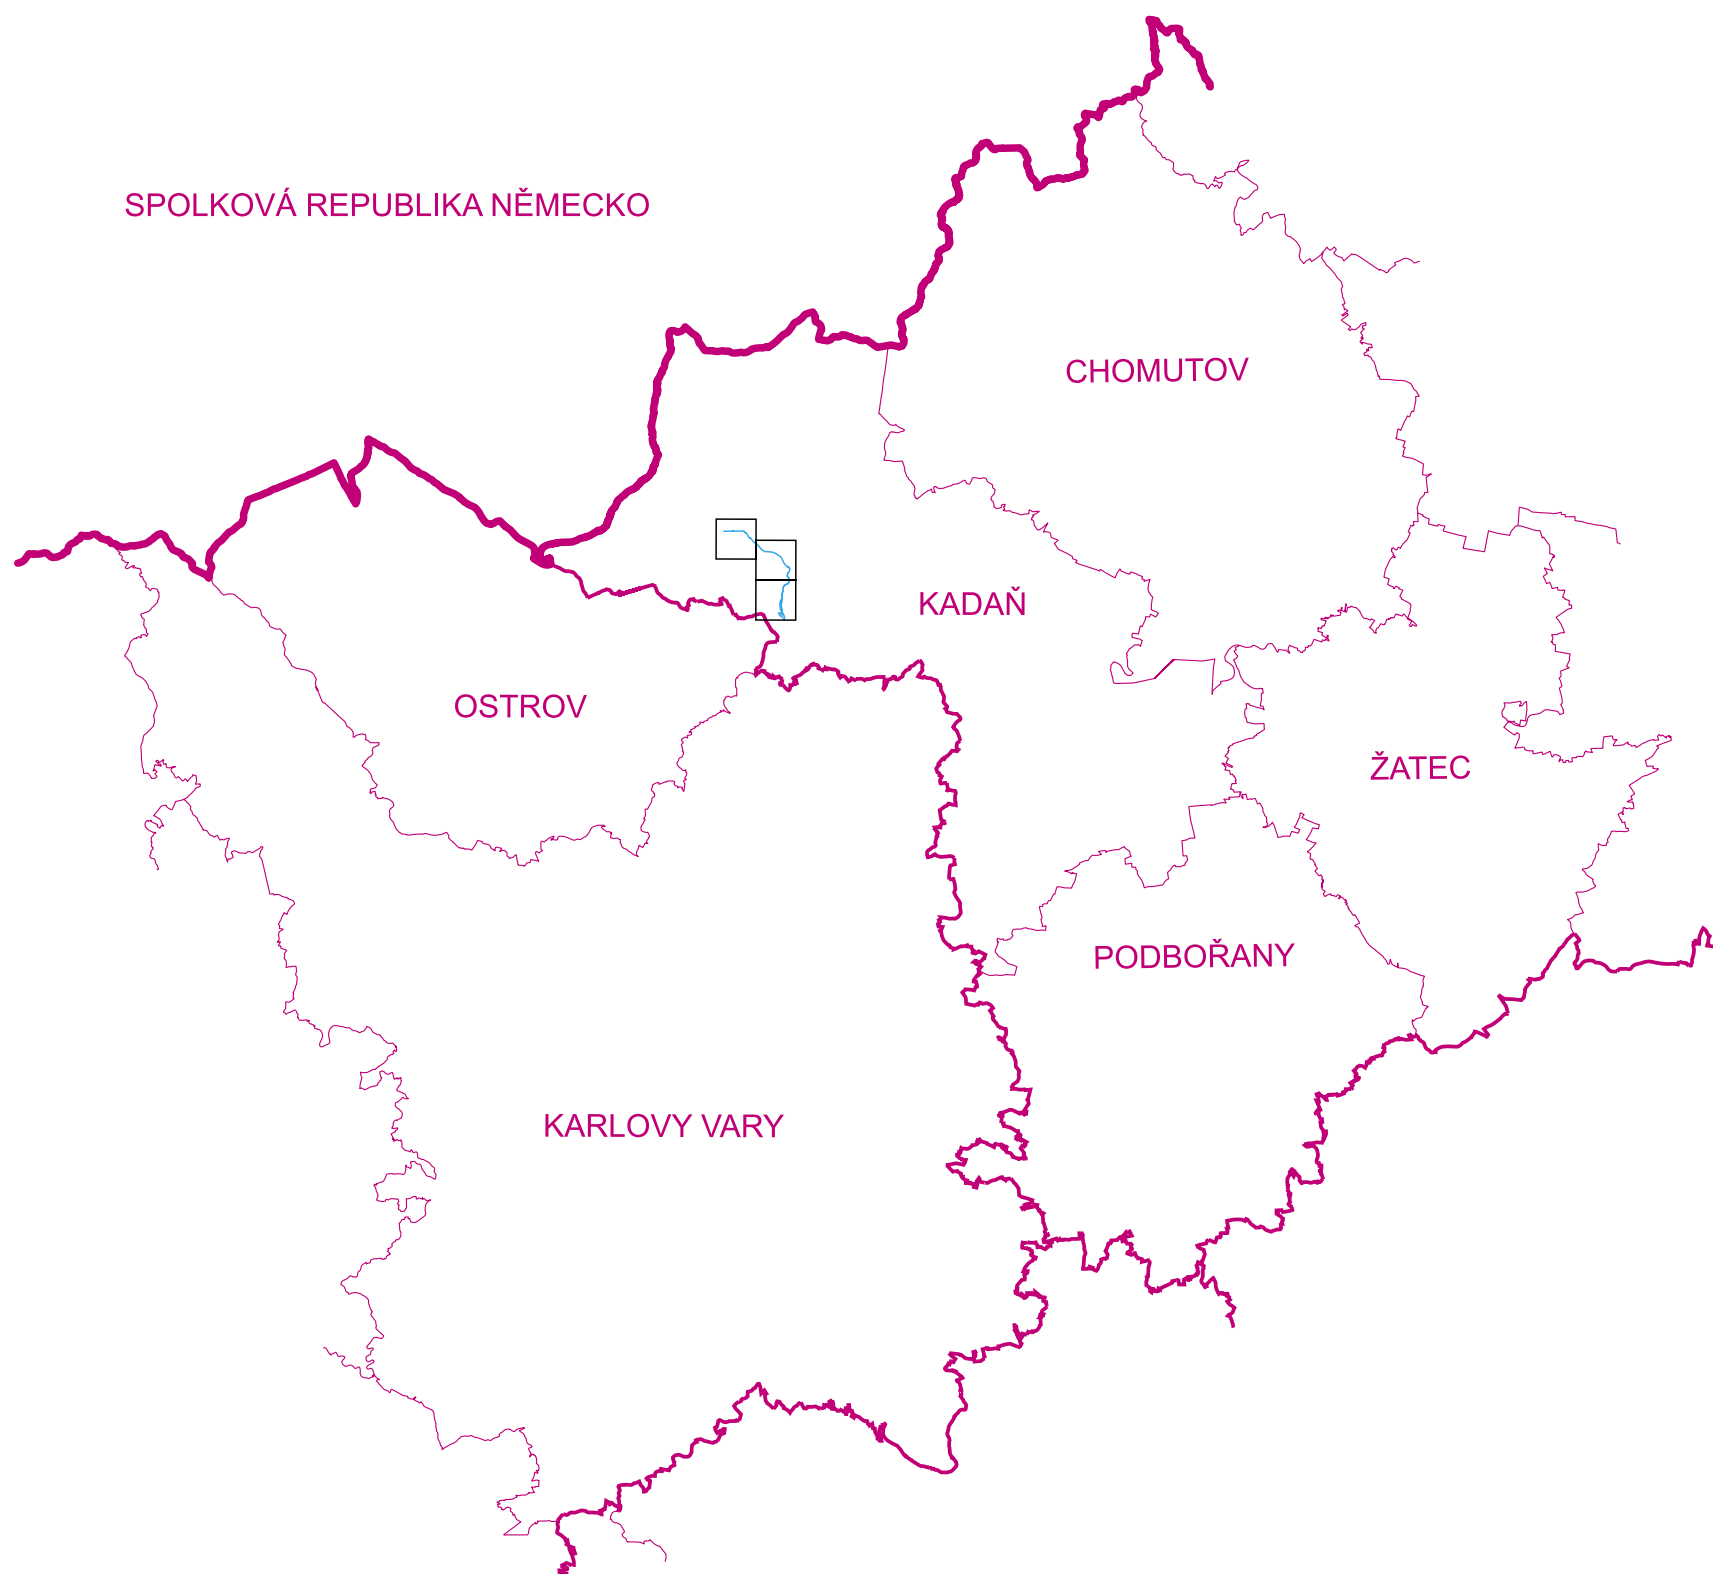 SPOLKOVÁ REPUBLIKA NĚMECKO
CHOMUTOV
KADAŇ
OSTROV
ŽATEC
PODBOŘANY
KARLOVY VARY